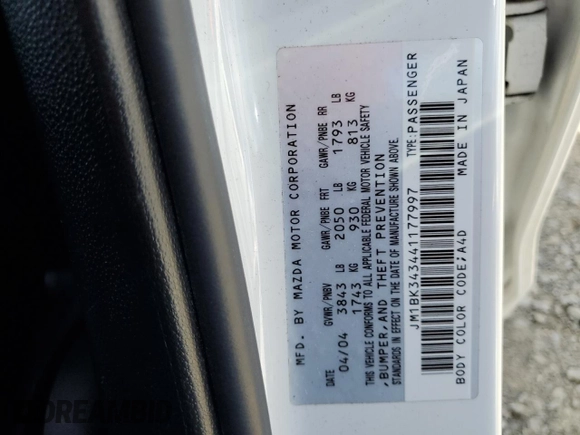 MFD. BY MAZDA MOTOR CORPORATION
DATE GVWR/PNBV GAWR/PNBE FRT GAWR/PNBE RR
04/04 3843 LB 2050 LB 1793 LB
1743 KG 930 KG 813 KG
THIS VEHICLE CONFORMS TO ALL APPLICABLE FEDERAL MOTOR VEHICLE SAFETY
,BUMPER,AND THEFT PREVENTION
STANDARDS IN EFFECT ON THE DATE OF MANUFACTURE SHOWN ABOVE.
JM1BK343441177997 TYPE:PASSENGER
BODY COLOR CODE;A4D MADE IN JAPAN